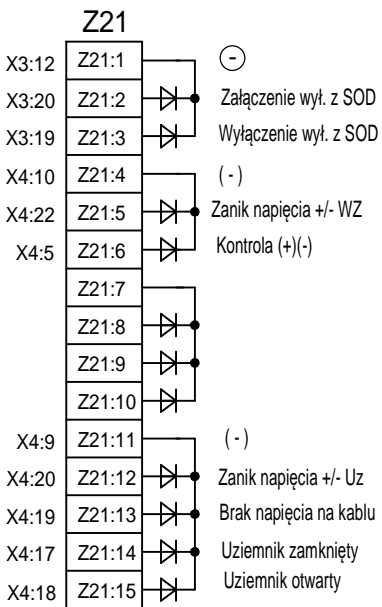 Z21
X3:12 Z21:1 -
X3:20 Z21:2 Załączenie wył. z SOD
X3:19 Z21:3 Wyłączenie wył. z SOD
X4:10 Z21:4 ( - )
X4:22 Z21:5 Zanik napięcia +/- WZ
X4:5 Z21:6 Kontrola (+)(-)
Z21:7
Z21:8
Z21:9
Z21:10
X4:9 Z21:11 ( - )
X4:20 Z21:12 Zanik napięcia +/- Uz
X4:19 Z21:13 Brak napięcia na kablu
X4:17 Z21:14 Uziemnik zamknięty
X4:18 Z21:15 Uziemnik otwarty